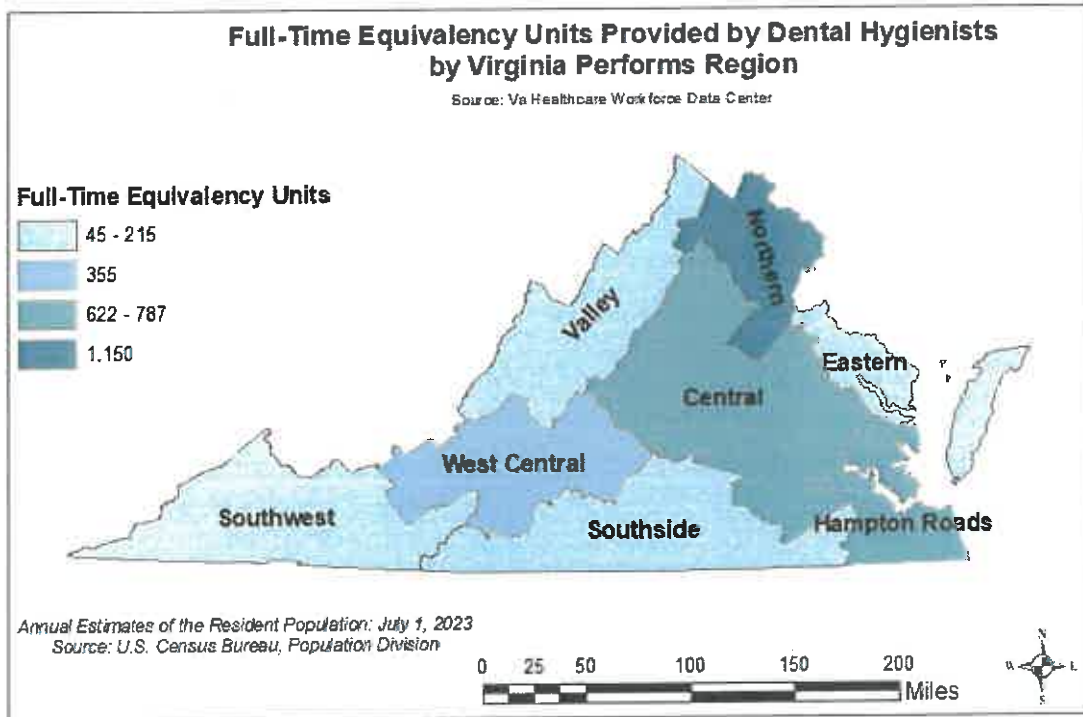 Full-Time Equivalency Units Provided by Dental Hygienists
by Virginia Performs Region
Source: Va Healthcare Workforce Data Center
Full-Time Equivalency Units
45 - 215
355
622 - 787
1,150
Northern
Valley
Eastern
Central
West Central
Southwest
Southside
Hampton Roads
Annual Estimates of the Resident Population: July 1, 2023
Source: U.S. Census Bureau, Population Division
0 25 50 100 150 200
Miles
N
S